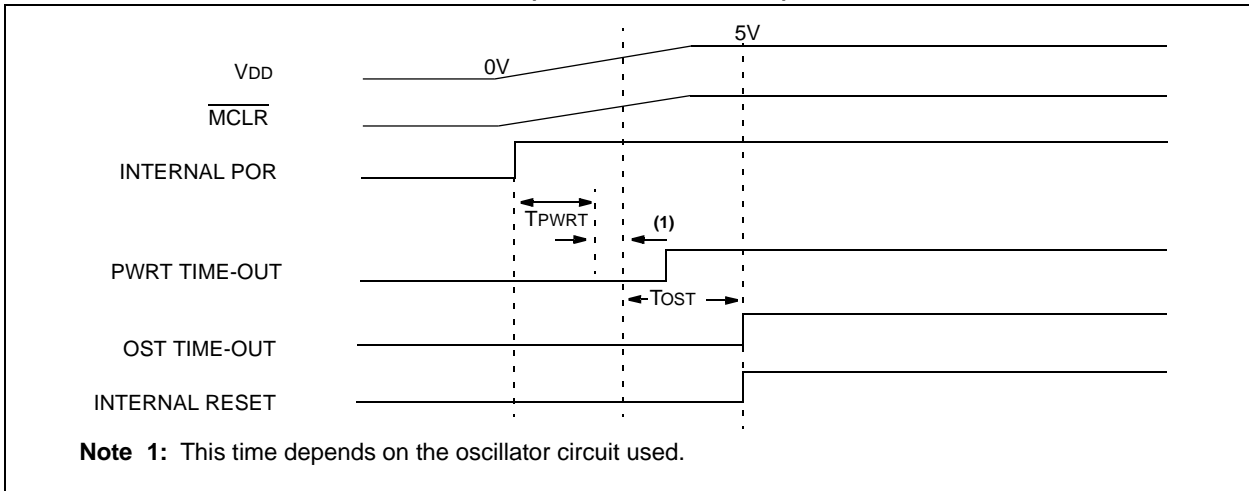 5V
0V
VDD
MCLR
INTERNAL POR
TPWRT
(1)
PWRT TIME-OUT
TOST
OST TIME-OUT
INTERNAL RESET
Note 1: This time depends on the oscillator circuit used.